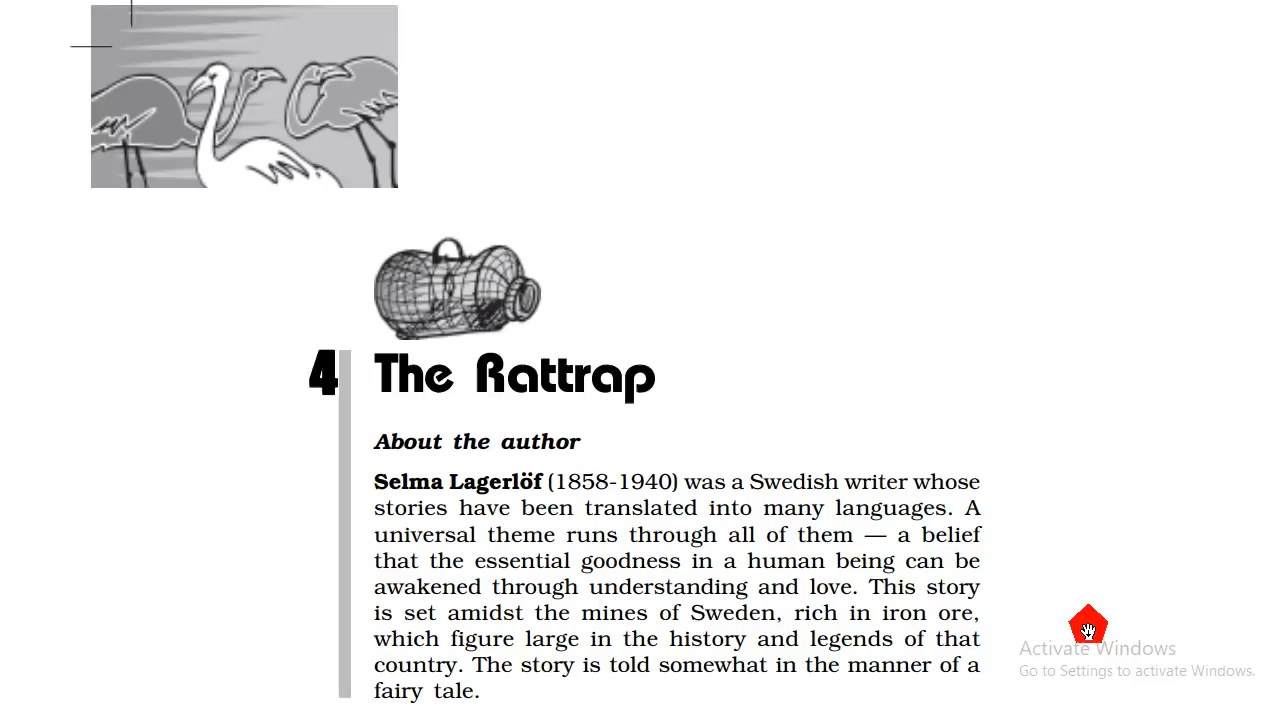 4 The Rattrap
About the author
Selma Lagerlöf (1858-1940) was a Swedish writer whose
stories have been translated into many languages. A
universal theme runs through all of them — a belief
that the essential goodness in a human being can be
awakened through understanding and love. This story
is set amidst the mines of Sweden, rich in iron ore,
which figure large in the history and legends of that
country. The story is told somewhat in the manner of a
fairy tale.
Activate Windows
Go to Settings to activate Windows.